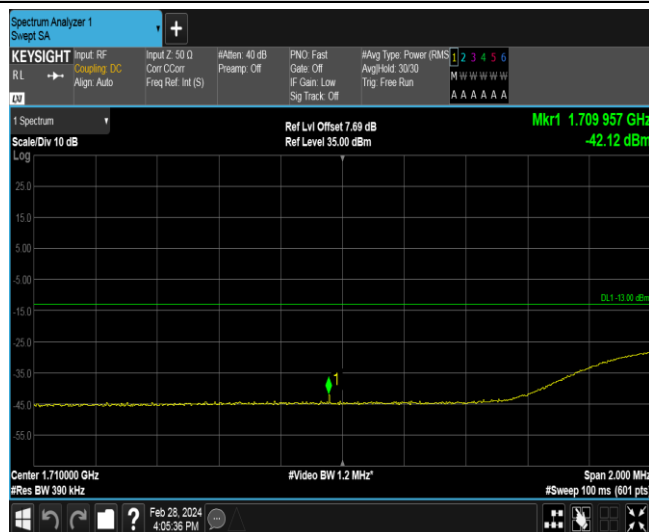 Spectrum Analyzer 1
Swept SA
+
KEYSIGHT Input: RF Input Z: 50 Ω #Atten: 40 dB PNO: Fast #Avg Type: Power (RMS 1 2 3 4 5 6
RL Coupling: DC Corr CCorr Preamp: Off Gate: Off Avg|Hold: 30/30 M W W W W W
Align: Auto Freq Ref: Int (S) IF Gain: Low Trig: Free Run
Sig Track: Off A A A A A A
LXI
1 Spectrum Ref Lvl Offset 7.69 dB Mkr1 1.709 957 GHz
Scale/Div 10 dB Ref Level 35.00 dBm -42.12 dBm
Log
25.0
15.0
5.00
-5.00
DL1 -13.00 dBm
-15.0
-25.0
-35.0
1
-45.0
-55.0
Center 1.710000 GHz #Video BW 1.2 MHz* Span 2.000 MHz
#Res BW 390 kHz #Sweep 100 ms (601 pts)
? Feb 28, 2024
4:05:36 PM